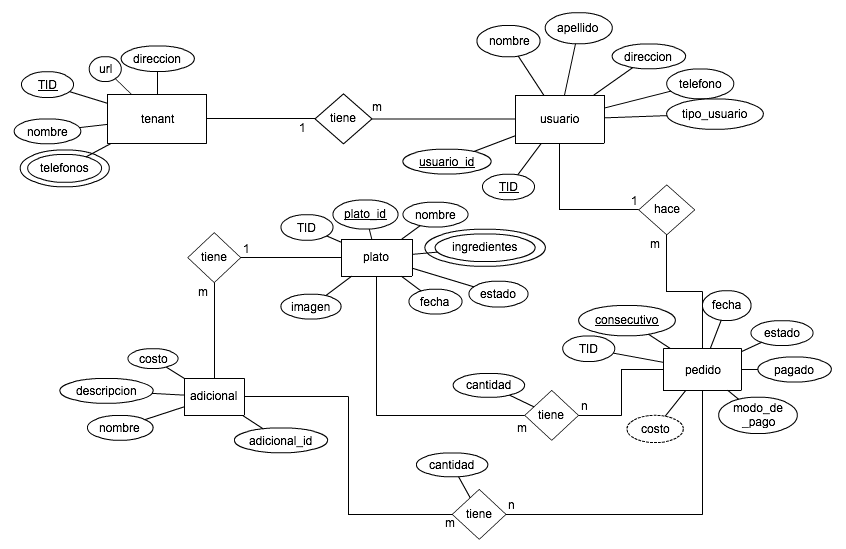 apellido
nombre
direccion
url
direccion
TID
telefono
tenant
tiene
m
usuario
tipo_usuario
1
nombre
telefonos
usuario_id
TID
1
hace
plato_id
nombre
TID
m
tiene
1
plato
ingredientes
m
imagen
fecha
estado
fecha
consecutivo
estado
TID
pedido
pagado
costo
descripcion
adicional
cantidad
n
tiene
m
modo_de
_pago
nombre
adicional_id
costo
cantidad
n
tiene
m